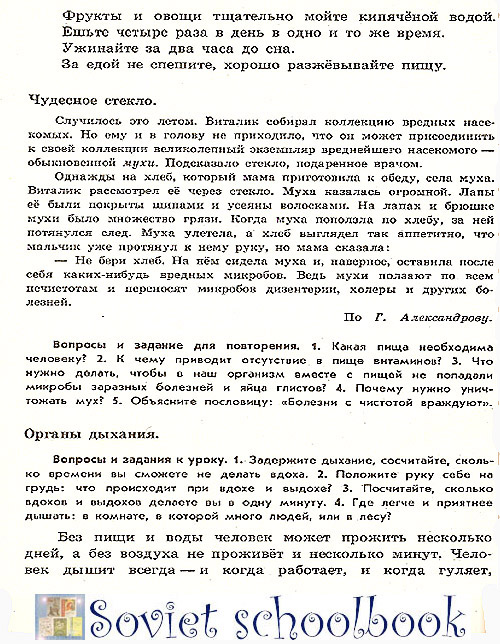 Фрукты и овощи тщательно мойте кипячёной водой.
Ешьте четыре раза в день в одно и то же время.
Ужинайте за два часа до сна.
За едой не спешите, хорошо разжёвывайте пищу.
Чудесное стекло.
Случилось это летом. Виталик собирал коллекцию вредных насе-
комых. Но ему и в голову не приходило, что он может присоединить
к своей коллекции великолепный экземпляр вреднейшего насекомого —
обыкновенной мухи. Подсказало стекло, подаренное врачом.
Однажды на хлеб, который мама приготовила к обеду, села муха.
Виталик рассмотрел её через стекло. Муха казалась огромной. Лапы
её были покрыты шипами и усеяны волосками. На лапах и брюшке
мухи было множество грязи. Когда муха поползла по хлебу, за ней
потянулся след. Муха улетела, а хлеб выглядел так аппетитно, что
мальчик уже протянул к нему руку, но мама сказала:
— Не бери хлеб. На нём сидела муха и, наверное, оставила после
себя каких-нибудь вредных микробов. Ведь мухи ползают по всем
нечистотам и переносят микробов дизентерии, холеры и других бо-
лезней.
По Г. Александрову.
Вопросы и задание для повторения. 1. Какая пища необходима
человеку? 2. К чему приводит отсутствие в пище витаминов? 3. Что
нужно делать, чтобы в наш организм вместе с пищей не попадали
микробы заразных болезней и яйца глистов? 4. Почему нужно унич-
тожать мух? 5. Объясните пословицу: «Болезни с чистотой враждуют».
Органы дыхания.
Вопросы и задания к уроку. 1. Задержите дыхание, сосчитайте, сколь-
ко времени вы сможете не делать вдоха. 2. Положите руку себе на
грудь: что происходит при вдохе и выдохе? 3. Посчитайте, сколько
вдохов и выдохов делаете вы в одну минуту. 4. Где легче и приятнее
дышать: в комнате, в которой много людей, или в лесу?
Без пищи и воды человек может прожить несколько
дней, а без воздуха не проживёт и несколько минут. Чело-
век дышит всегда — и когда работает, и когда гуляет,
Soviet schoolbook